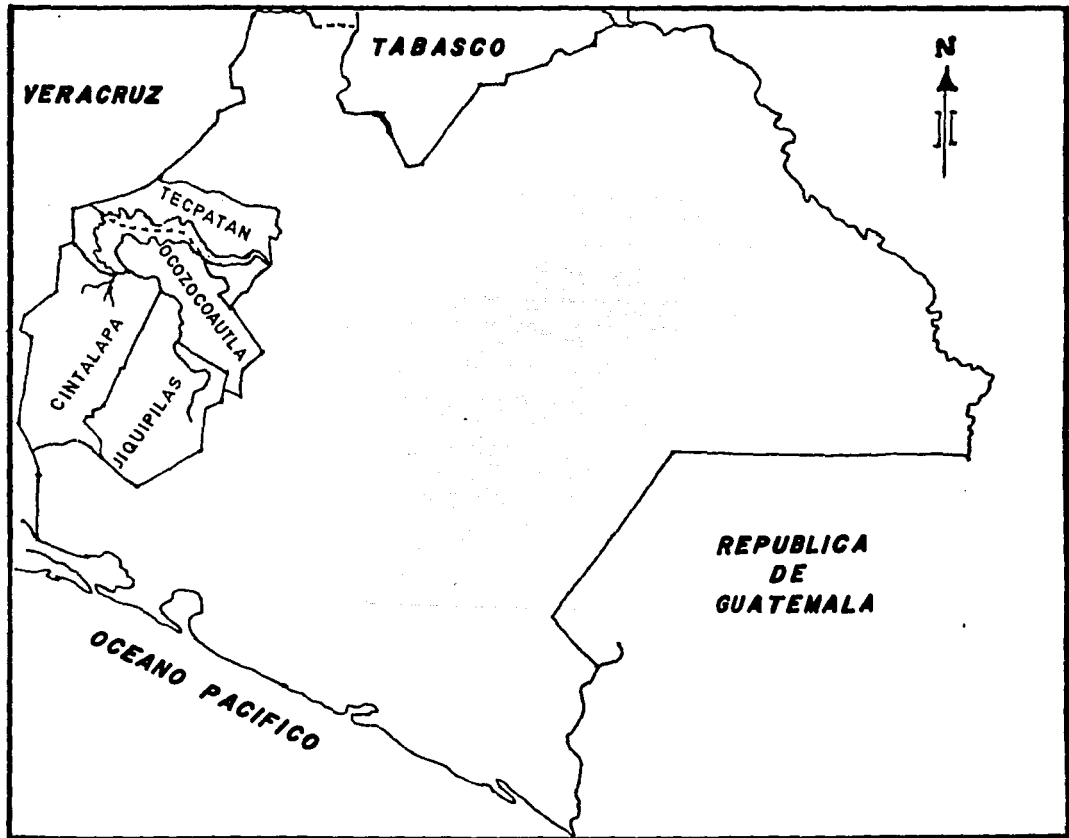 TABASCO
N
VERACRUZ
TECPATAN
OCOZOCOAUTLA
CINTALAPA
JIQUIPILAS
REPUBLICA
DE
GUATEMALA
OCEANO PACIFICO